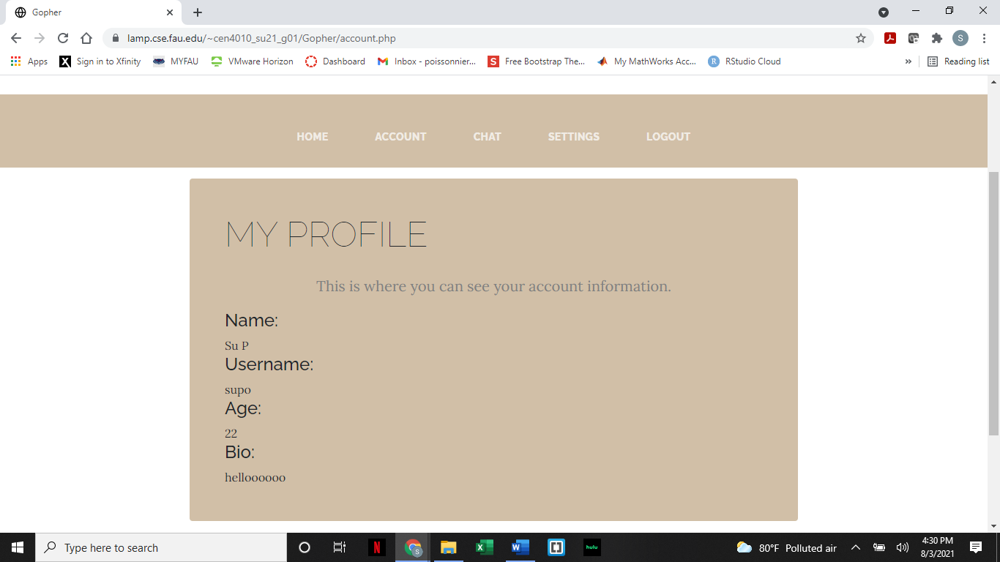 Gopher
lamp.cse.fau.edu/~cen4010_su21_g01/Gopher/account.php
S
Apps
Sign in to Xfinity
MYFAU
VMware Horizon
Dashboard
Inbox - poissonnier...
Free Bootstrap The...
My MathWorks Acc...
RStudio Cloud
»
Reading list
HOME ACCOUNT CHAT SETTINGS LOGOUT
MY PROFILE
This is where you can see your account information.
Name:
Su P
Username:
supo
Age:
22
Bio:
helloooooo
Type here to search
hulu
80°F Polluted air
4:30 PM
8/3/2021